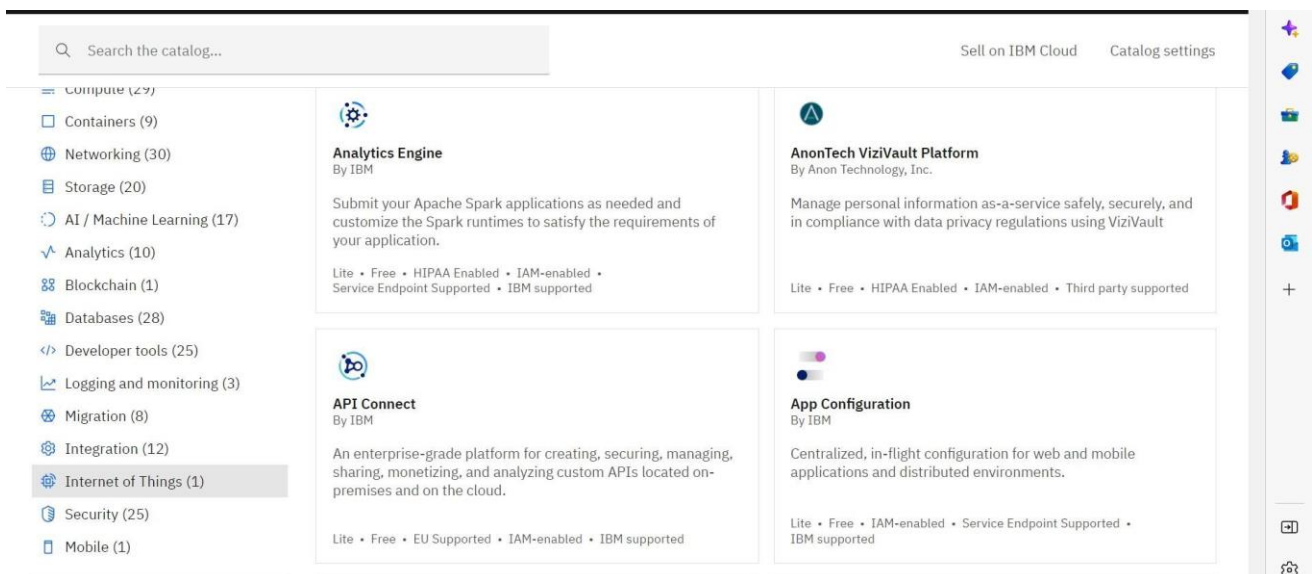 Search the catalog...
Sell on IBM Cloud
Catalog settings
Compute (29)
Containers (9)
Networking (30)
Storage (20)
AI / Machine Learning (17)
Analytics (10)
Blockchain (1)
Databases (28)
Developer tools (25)
Logging and monitoring (3)
Migration (8)
Integration (12)
Internet of Things (1)
Security (25)
Mobile (1)
Analytics Engine
By IBM
Submit your Apache Spark applications as needed and
customize the Spark runtimes to satisfy the requirements of
your application.
Lite • Free • HIPAA Enabled • IAM-enabled •
Service Endpoint Supported • IBM supported
AnonTech ViziVault Platform
By Anon Technology, Inc.
Manage personal information as-a-service safely, securely, and
in compliance with data privacy regulations using ViziVault
Lite • Free • HIPAA Enabled • IAM-enabled • Third party supported
API Connect
By IBM
An enterprise-grade platform for creating, securing, managing,
sharing, monetizing, and analyzing custom APIs located on-
premises and on the cloud.
Lite • Free • EU Supported • IAM-enabled • IBM supported
App Configuration
By IBM
Centralized, in-flight configuration for web and mobile
applications and distributed environments.
Lite • Free • IAM-enabled • Service Endpoint Supported •
IBM supported